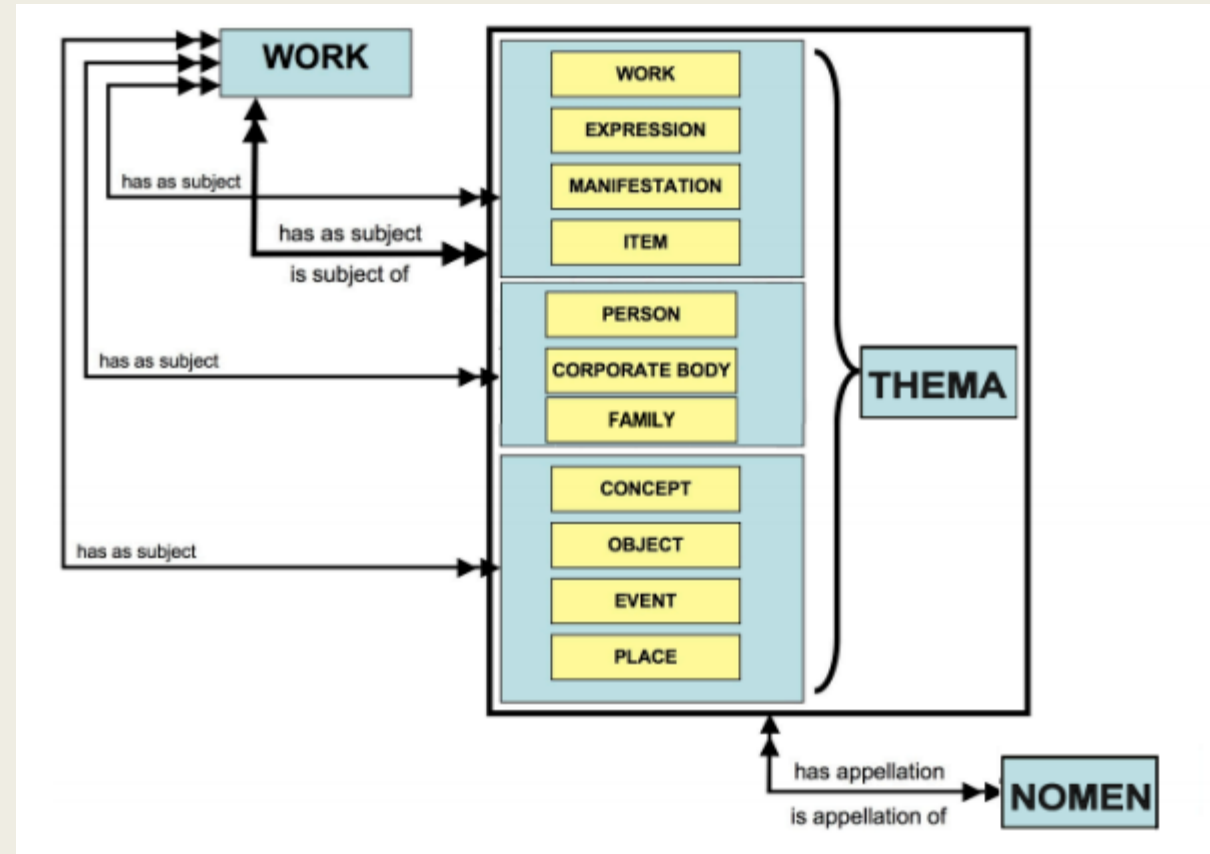 WORK
has as subject
has as subject
is subject of
has as subject
has as subject
WORK
EXPRESSION
MANIFESTATION
ITEM
PERSON
CORPORATE BODY
FAMILY
CONCEPT
OBJECT
EVENT
PLACE
THEMA
has appellation
is appellation of
NOMEN